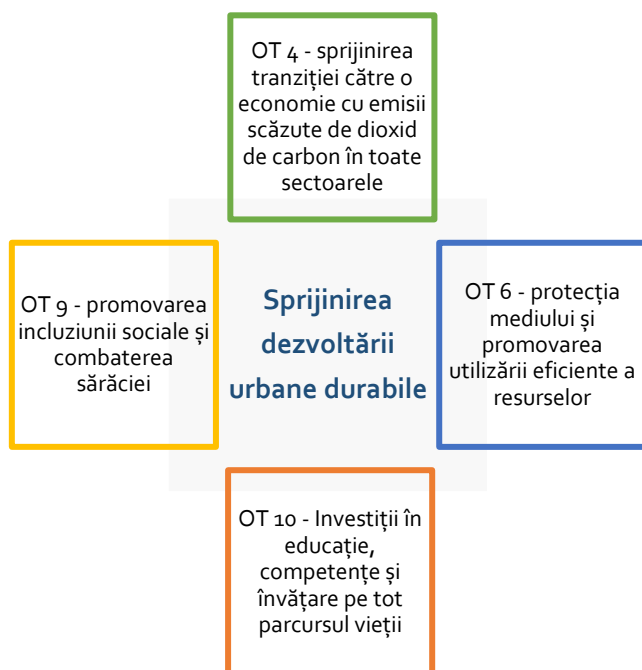 OT 4 - sprijinirea
tranziției către o
economie cu emisii
scăzute de dioxid
de carbon în toate
sectoarele
OT 9 - promovarea
incluziunii sociale și
combaterea
sărăciei
Sprijinirea
dezvoltării
urbane durabile
OT 6 - protecția
mediului și
promovarea
utilizării eficiente a
resurselor
OT 10 - Investiții în
educație,
competențe și
învățare pe tot
parcursul vieții